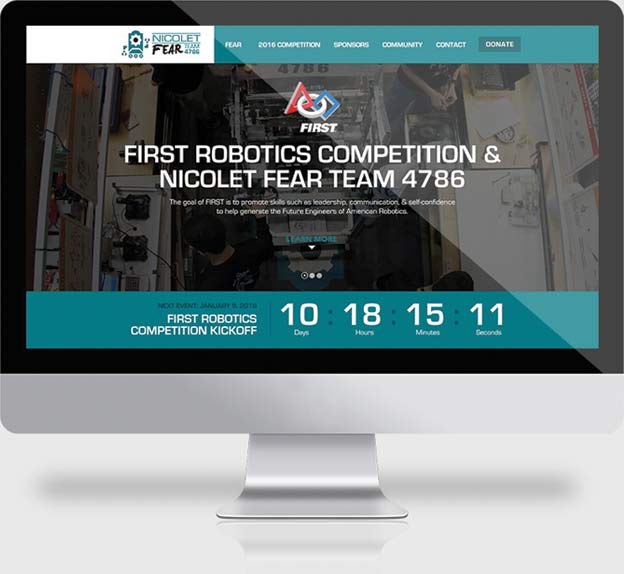 NICOLET
FEAR TEAM 4786
FEAR
2016 COMPETITION
SPONSORS
COMMUNITY
CONTACT
DONATE
4786
FIRST
FIRST ROBOTICS COMPETITION &
NICOLET FEAR TEAM 4786
The goal of FIRST is to promote skills such as leadership, communication, & self-confidence
to help generate the Future Engineers of American Robotics.
LEARN MORE
NEXT EVENT: JANUARY 9, 2016
FIRST ROBOTICS
COMPETITION KICKOFF
10 : 18 : 15 : 11
Days Hours Minutes Seconds